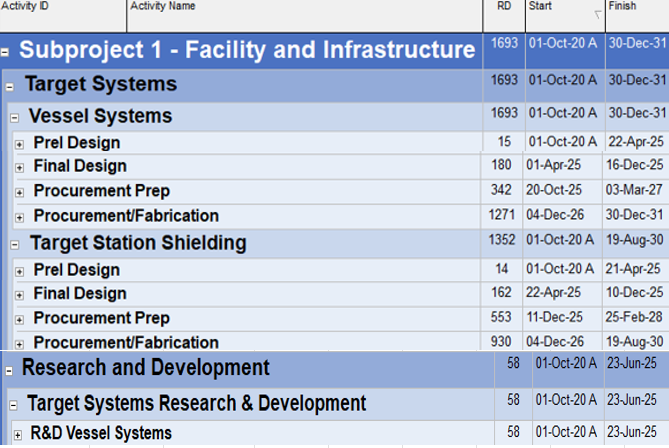 Activity ID Activity Name RD Start Finish
Subproject 1 - Facility and Infrastructure 1693 01-Oct-20 A 30-Dec-31
Target Systems 1693 01-Oct-20 A 30-Dec-31
Vessel Systems 1693 01-Oct-20 A 30-Dec-31
Prel Design 15 01-Oct-20 A 22-Apr-25
Final Design 180 01-Apr-25 16-Dec-25
Procurement Prep 342 20-Oct-25 03-Mar-27
Procurement/Fabrication 1271 04-Dec-26 30-Dec-31
Target Station Shielding 1352 01-Oct-20 A 19-Aug-30
Prel Design 14 01-Oct-20 A 21-Apr-25
Final Design 162 22-Apr-25 10-Dec-25
Procurement Prep 553 11-Dec-25 25-Feb-28
Procurement/Fabrication 930 04-Dec-26 19-Aug-30
Research and Development 58 01-Oct-20 A 23-Jun-25
Target Systems Research & Development 58 01-Oct-20 A 23-Jun-25
R&D Vessel Systems 58 01-Oct-20 A 23-Jun-25